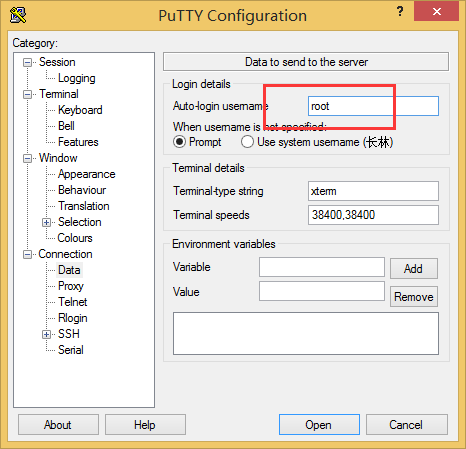 PuTTY Configuration
Category:
Session
Logging
Terminal
Keyboard
Bell
Features
Window
Appearance
Behaviour
Translation
Selection
Colours
Connection
Data
Proxy
Telnet
Rlogin
SSH
Serial
Data to send to the server
Login details
Auto-login username root
When username is not specified:
Prompt Use system username (长林)
Terminal details
Terminal-type string xterm
Terminal speeds 38400,38400
Environment variables
Variable Add
Value Remove
About Help Open Cancel